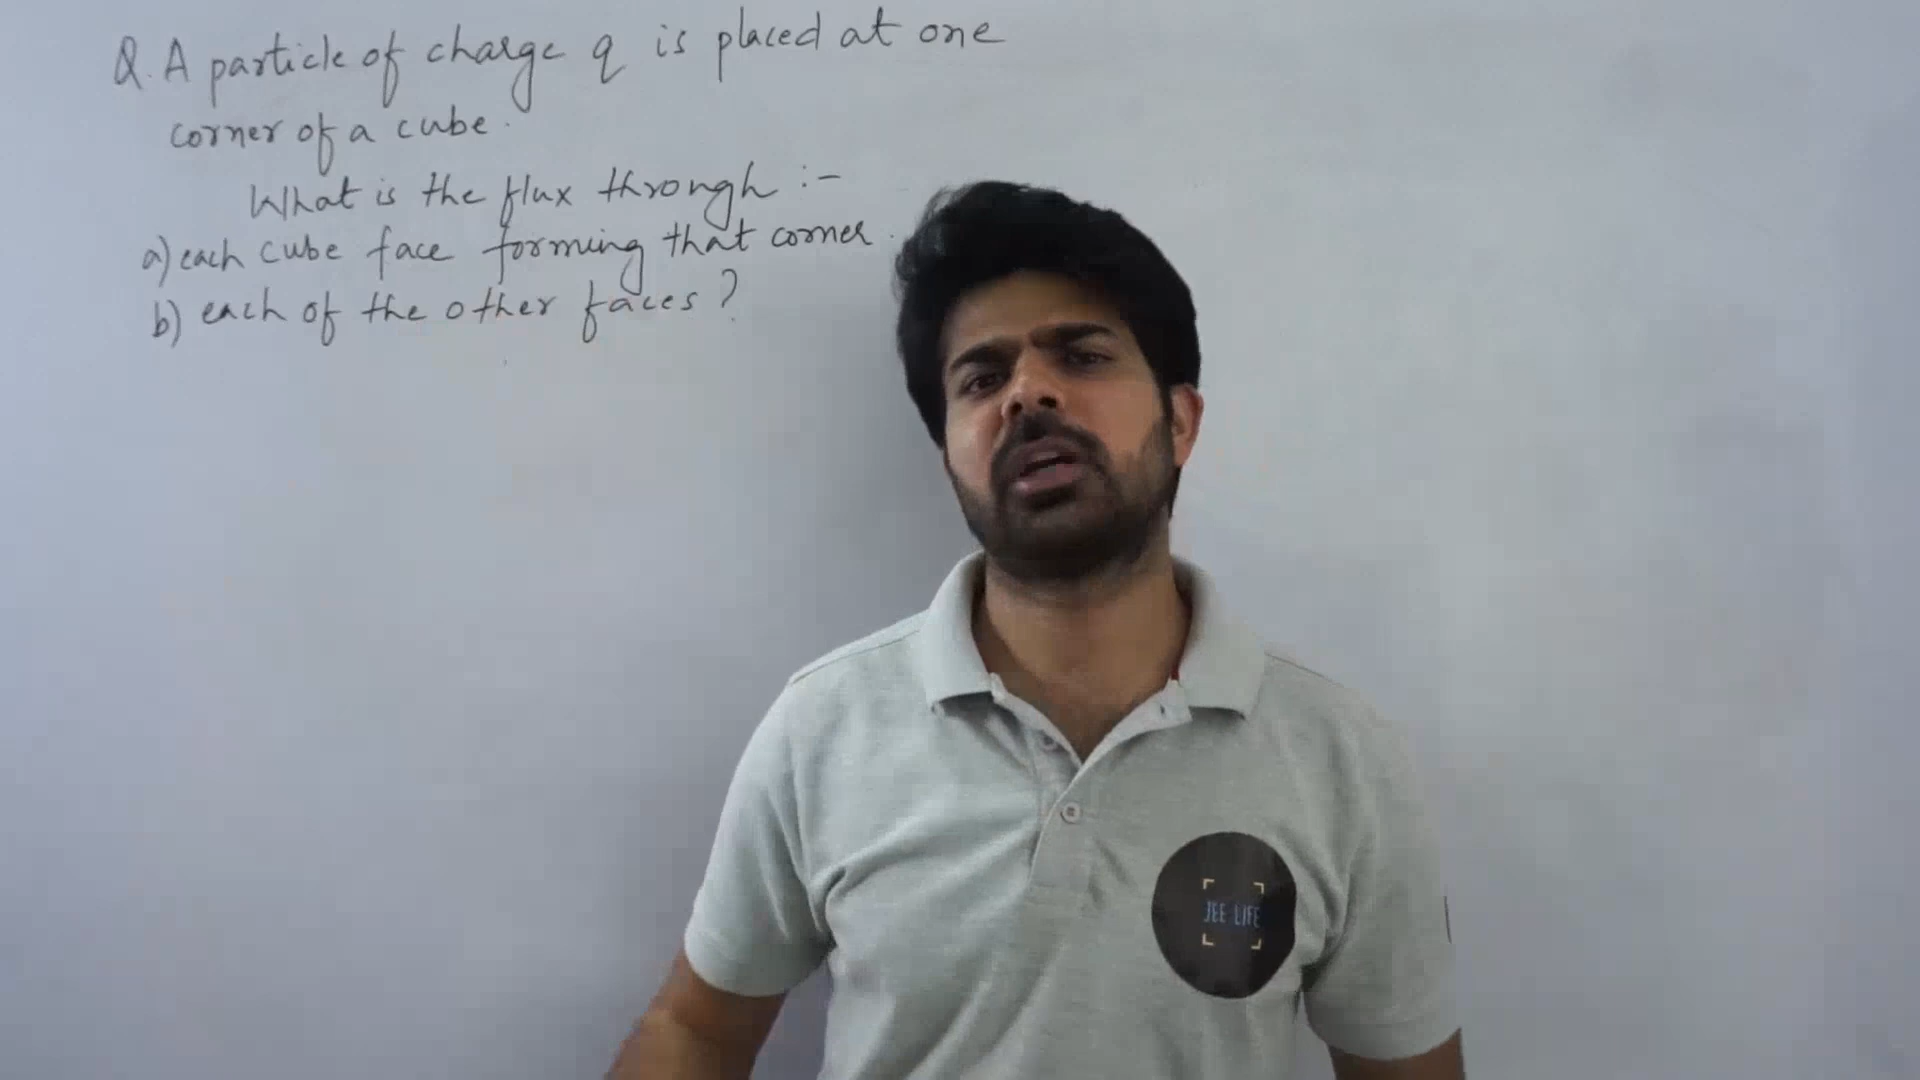 Q. A particle of charge q is placed at one
corner of a cube.
What is the flux through :-
a) each cube face forming that corner.
b) each of the other faces?
JEE LIFE